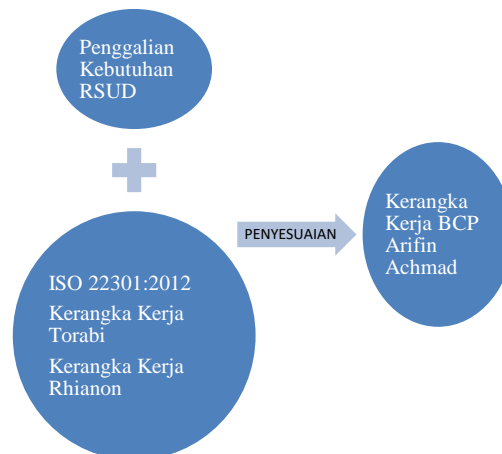 Penggalian
Kebutuhan
RSUD
ISO 22301:2012
Kerangka Kerja
Torabi
Kerangka Kerja
Rhianon
PENYESUAIAN
Kerangka
Kerja BCP
Arifin
Achmad